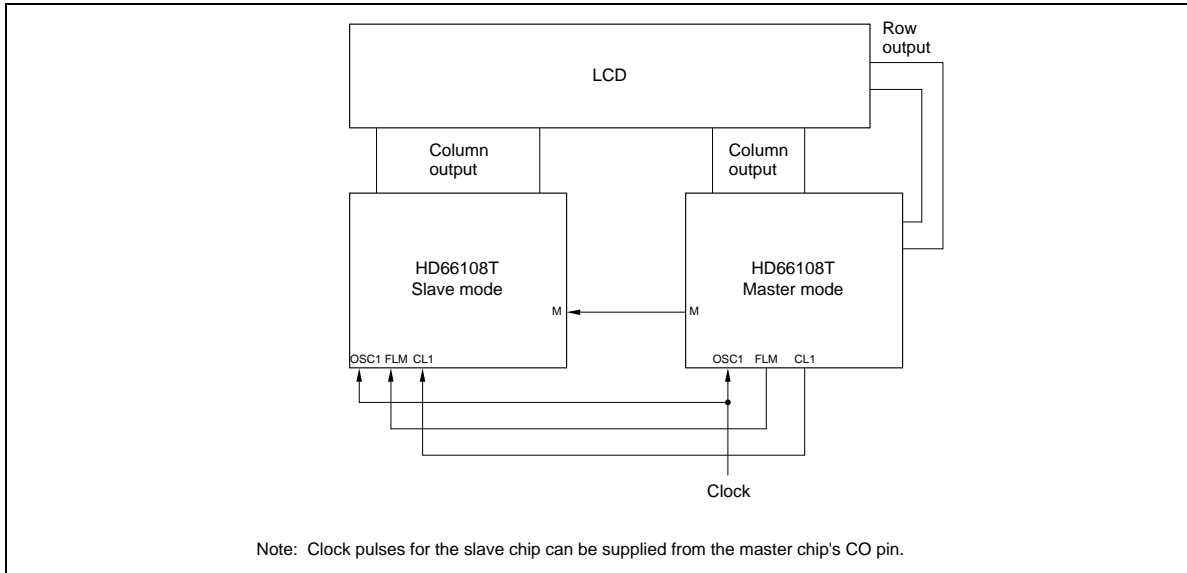 Row
output
LCD
Column
output
Column
output
HD66108T
Slave mode
HD66108T
Master mode
M
M
OSC1 FLM CL1
OSC1 FLM CL1
Clock
Note: Clock pulses for the slave chip can be supplied from the master chip's CO pin.